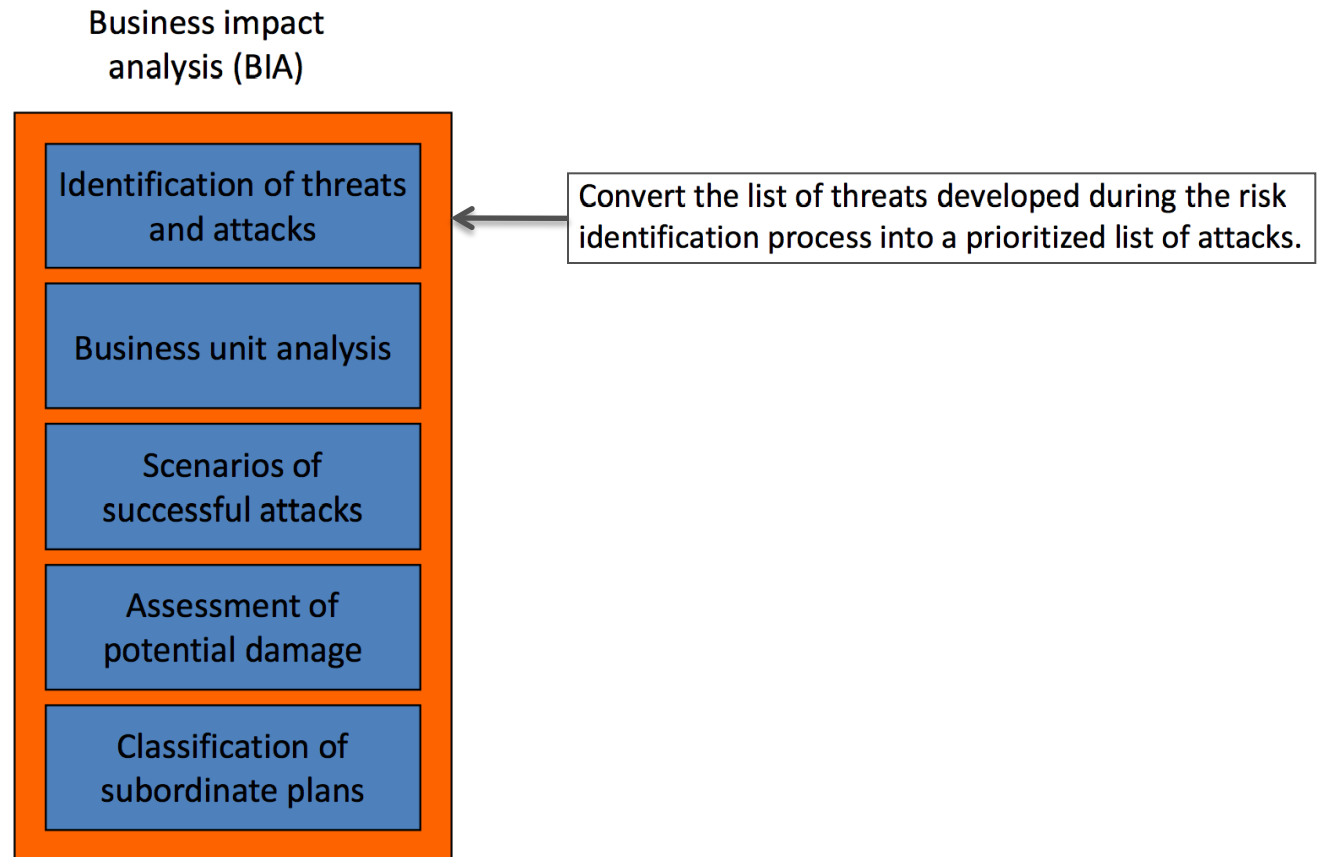 Business impact
analysis (BIA)
Identification of threats
and attacks
Convert the list of threats developed during the risk
identification process into a prioritized list of attacks.
Business unit analysis
Scenarios of
successful attacks
Assessment of
potential damage
Classification of
subordinate plans